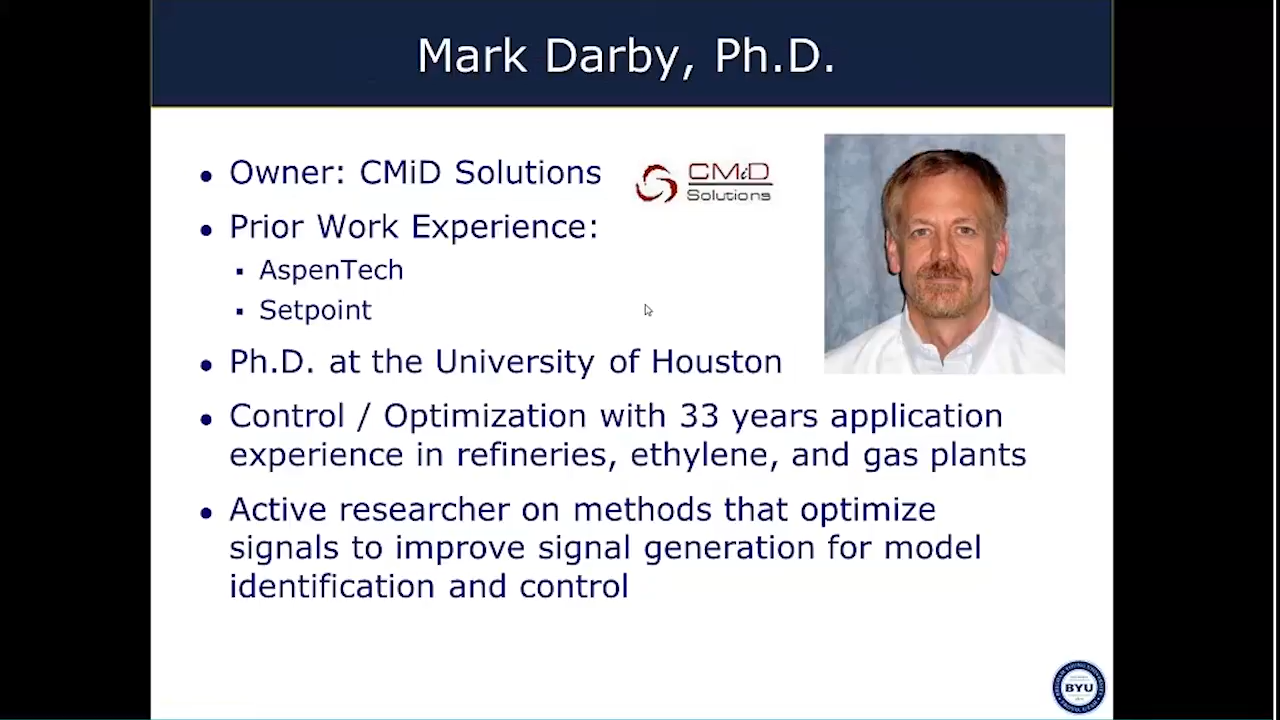 Mark Darby, Ph.D.
• Owner: CMiD Solutions
CMiD
Solutions
• Prior Work Experience:
▪ AspenTech
▪ Setpoint
• Ph.D. at the University of Houston
• Control / Optimization with 33 years application
experience in refineries, ethylene, and gas plants
• Active researcher on methods that optimize
signals to improve signal generation for model
identification and control
BYU